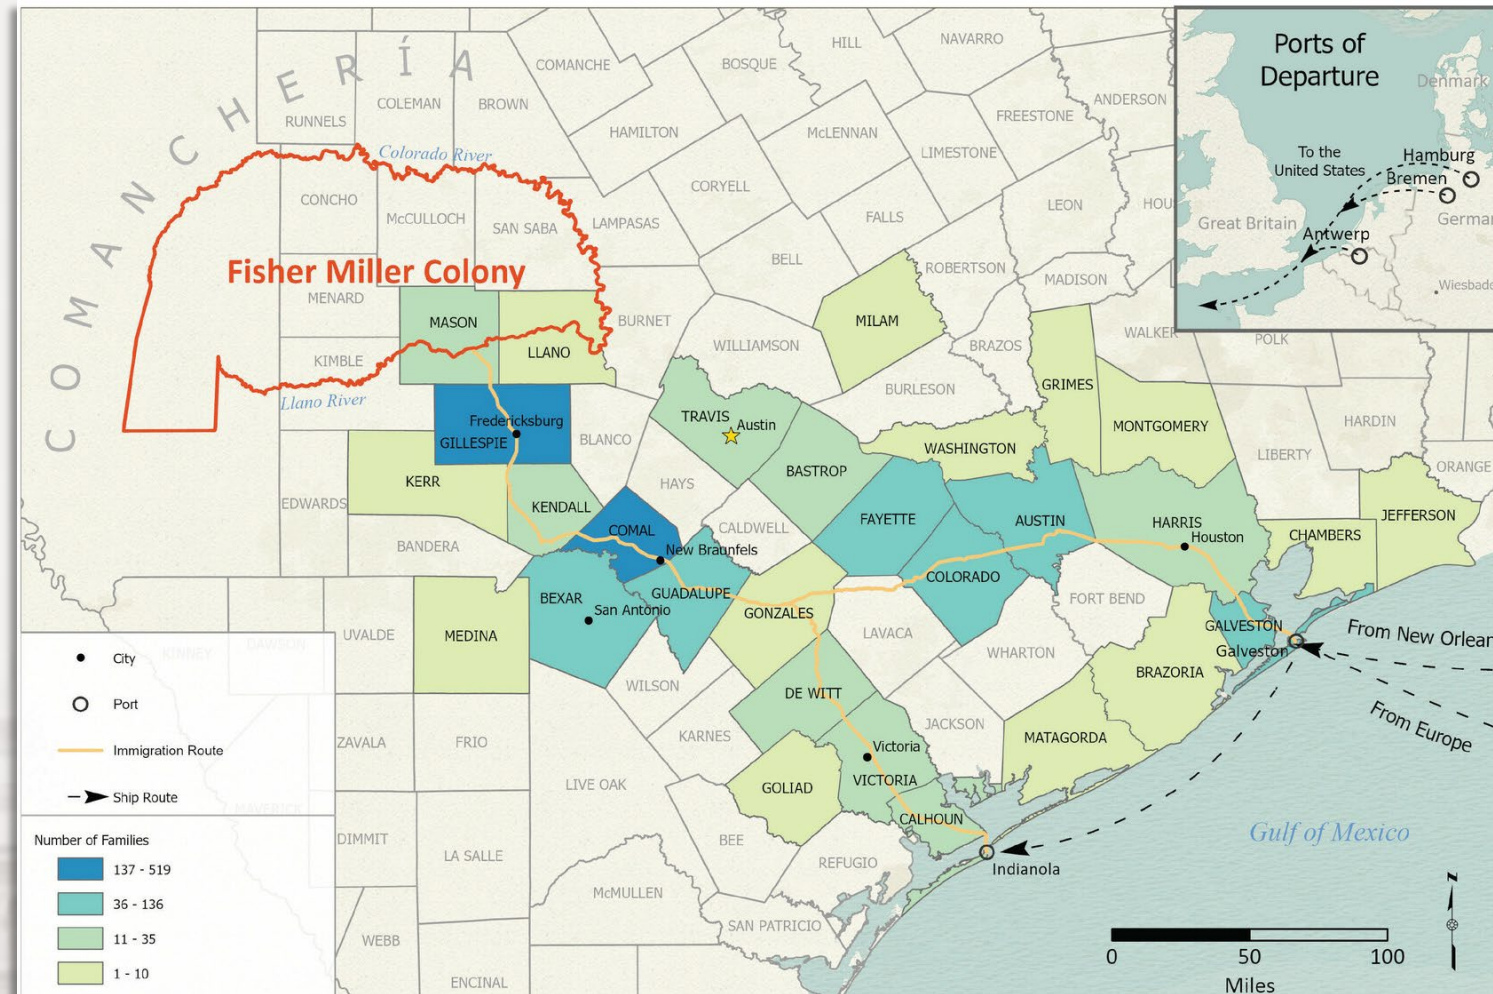 COMANCHERÍA
RUNNELS
COLEMAN
BROWN
COMANCHE
BOSQUE
HILL
NAVARRO
ANDERSON
FREESTONE
HAMILTON
McLENNAN
LIMESTONE
Colorado River
CONCHO
McCULLOCH
SAN SABA
LAMPASAS
CORYELL
FALLS
LEON
HOU
Fisher Miller Colony
BELL
ROBERTSON
MADISON
MENARD
MASON
BURNET
MILAM
WALKER
POLK
KIMBLE
LLANO
WILLIAMSON
BRAZOS
Llano River
BURLESON
GRIMES
HARDIN
Fredericksburg
GILLESPIE
BLANCO
TRAVIS
Austin
WASHINGTON
MONTGOMERY
LIBERTY
ORANGE
KERR
HAYS
BASTROP
EDWARDS
KENDALL
COMAL
CALDWELL
FAYETTE
AUSTIN
HARRIS
Houston
CHAMBERS
JEFFERSON
BANDERA
New Braunfels
COLORADO
BEXAR
San Antonio
GUADALUPE
GONZALES
FORT BEND
GALVESTON
Galveston
From New Orlean
UVALDE
MEDINA
LAVACA
WHARTON
KINNEY
DAWSON
WILSON
BRAZORIA
From Europe
DE WITT
ZAVALA
FRIO
KARNES
JACKSON
MATAGORDA
Victoria
VICTORIA
LIVE OAK
GOLIAD
MAVERICK
CALHOUN
Gulf of Mexico
DIMMIT
LA SALLE
BEE
REFUGIO
Indianola
McMULLEN
SAN PATRICIO
WEBB
ENCINAL
Ports of
Departure
Denmark
To the
United States
Hamburg
Bremen
Great Britain
German
Antwerp
Wiesbade
City
Port
Immigration Route
Ship Route
Number of Families
137 - 519
36 - 136
11 - 35
1 - 10
N
0 50 100
Miles